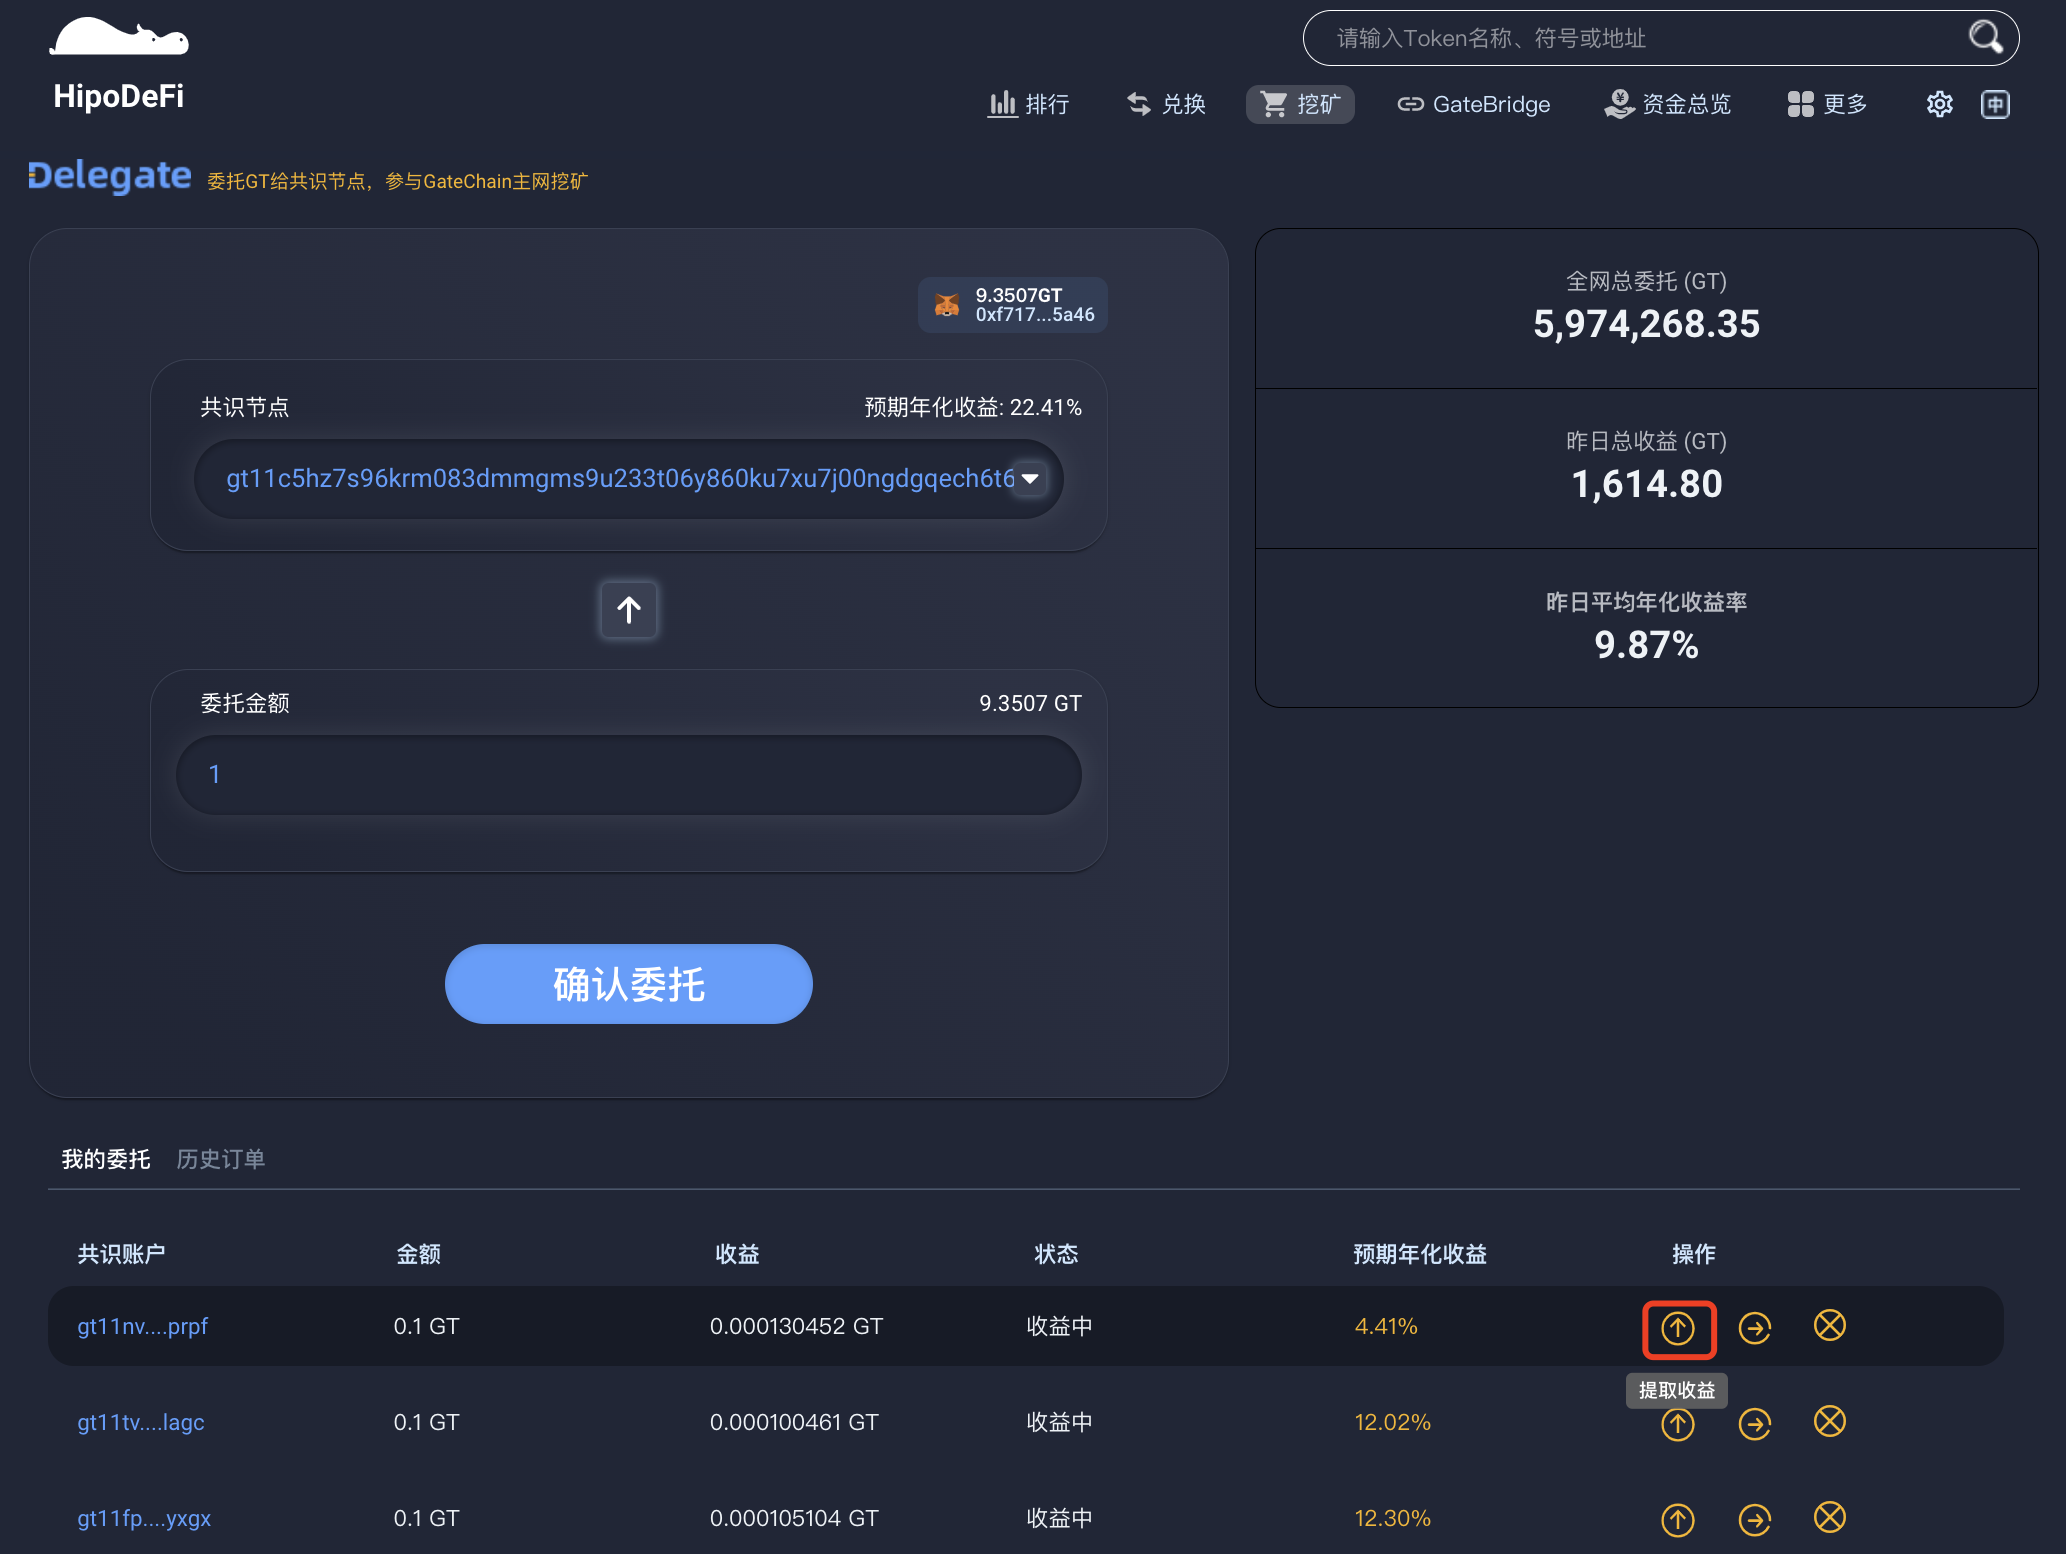 HipoDeFi
请输入Token名称、符号或地址
排行
兑换
挖矿
GateBridge
资金总览
更多
中
Delegate
委托GT给共识节点，参与GateChain主网挖矿
9.3507GT
0xf717...5a46
共识节点
预期年化收益: 22.41%
gt11c5hz7s96krm083dmmgms9u233t06y860ku7xu7j00ngdgqech6t6
委托金额
9.3507 GT
1
确认委托
全网总委托 (GT)
5,974,268.35
昨日总收益 (GT)
1,614.80
昨日平均年化收益率
9.87%
我的委托 历史订单
共识账户 金额 收益 状态 预期年化收益 操作
gt11nv....prpf 0.1 GT 0.000130452 GT 收益中 4.41%
提取收益
gt11tv....lagc 0.1 GT 0.000100461 GT 收益中 12.02%
gt11fp....yxgx 0.1 GT 0.000105104 GT 收益中 12.30%